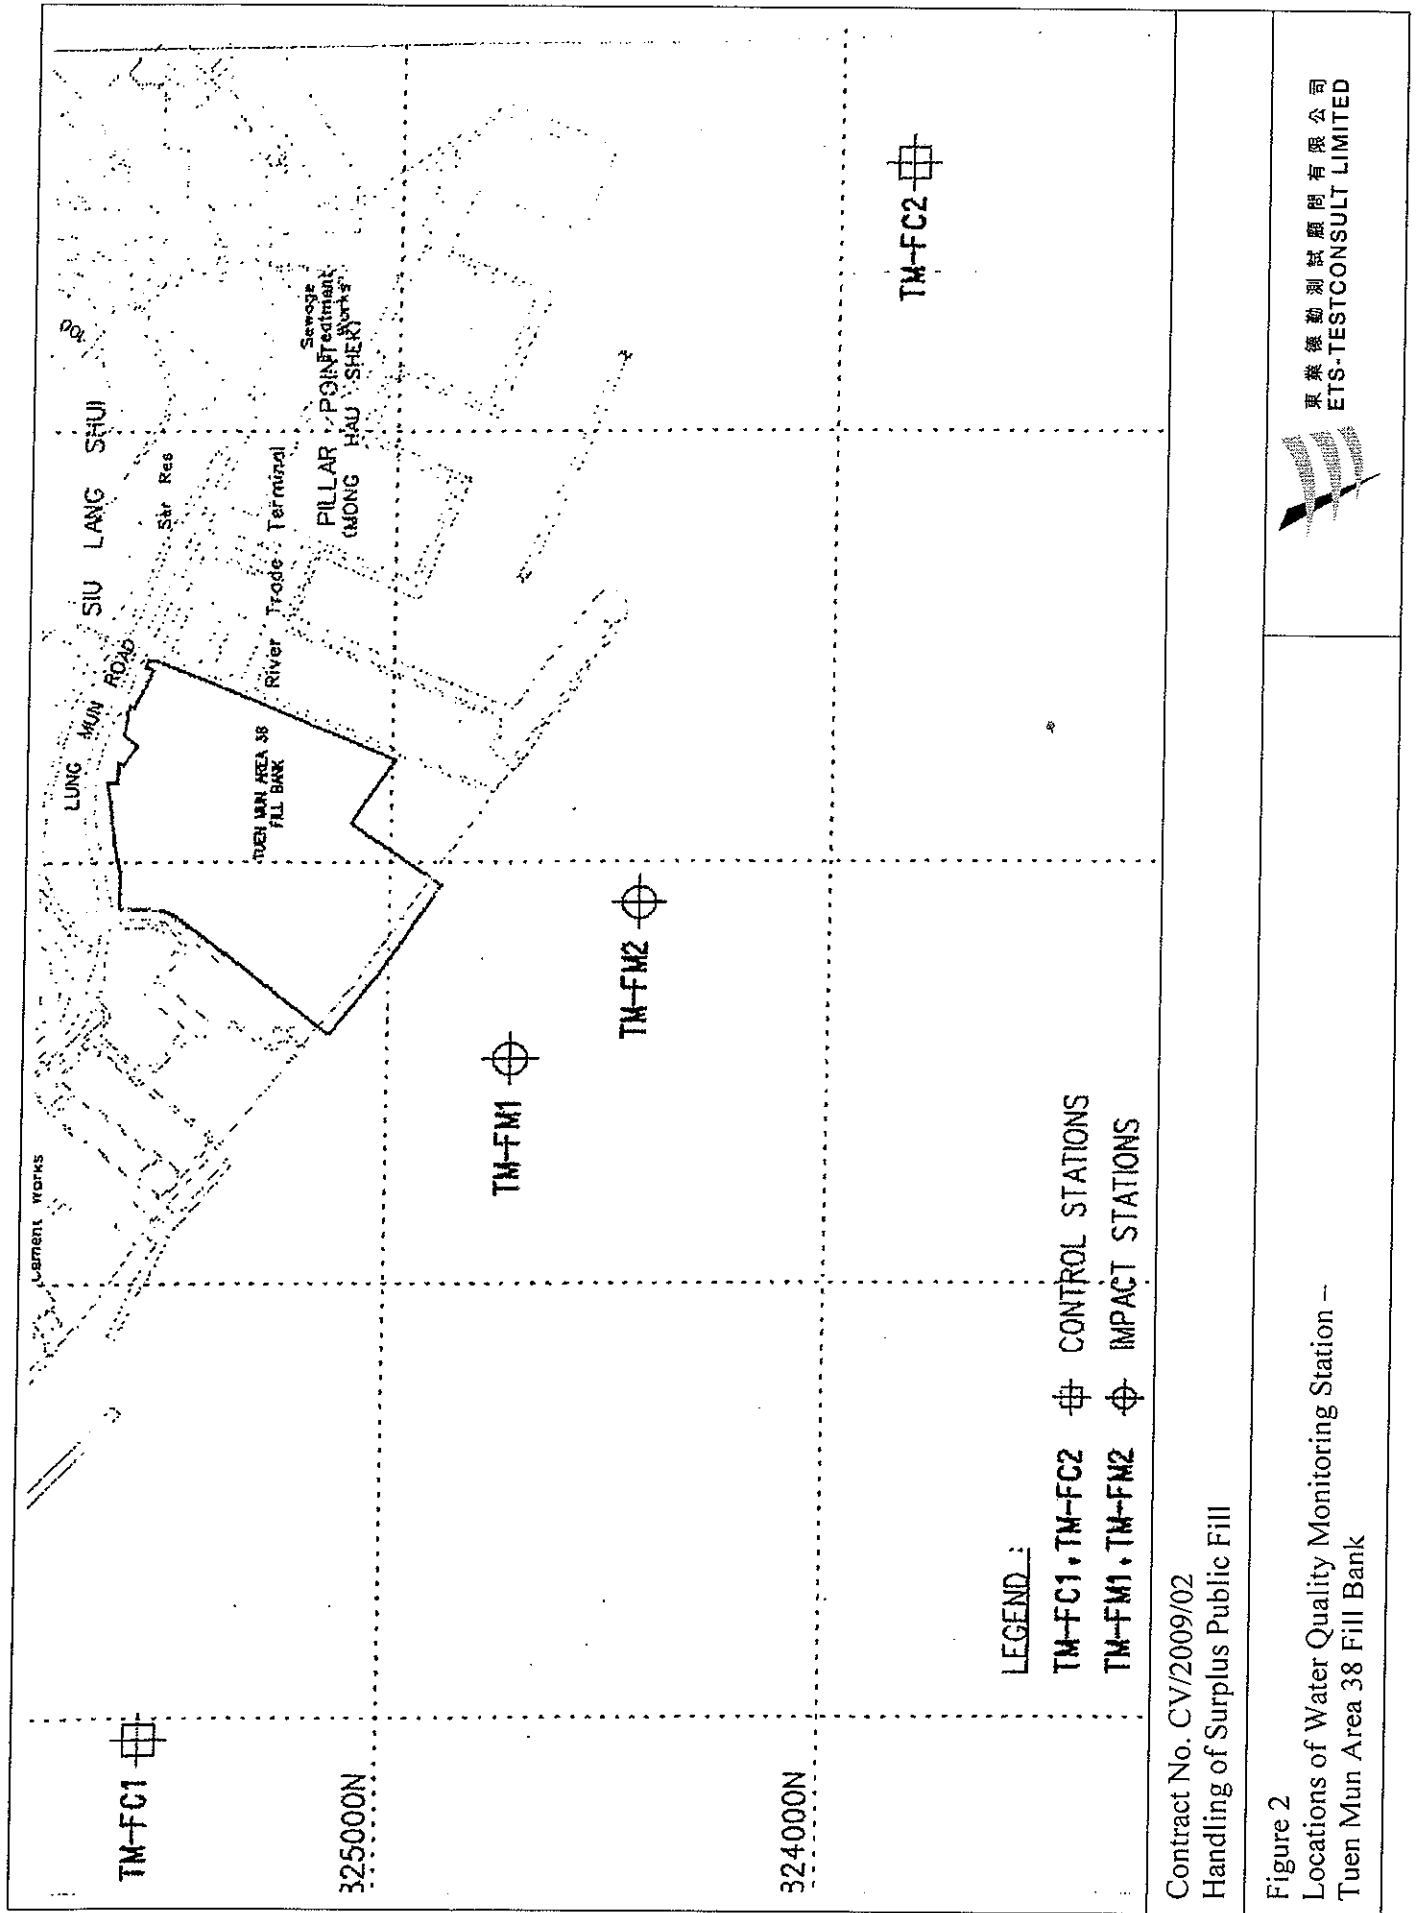 Cement Works
LUNG MUN ROAD
SIU LANG SHUI
Ser Res
TUEN MUN AREA 38
FILL BANK
River Trade Terminal
Sewage
Treatment
Works
PILLAR POINT
(MONG HAU SHEK)
TM-FC1
TM-FM1
TM-FM2
TM-FC2
325000N
324000N
LEGEND :
TM-FC1,TM-FC2 CONTROL STATIONS
TM-FM1,TM-FM2 IMPACT STATIONS
Contract No. CV/2009/02
Handling of Surplus Public Fill
Figure 2
Locations of Water Quality Monitoring Station –
Tuen Mun Area 38 Fill Bank
東業德勤測試顧問有限公司
ETS-TESTCONSULT LIMITED